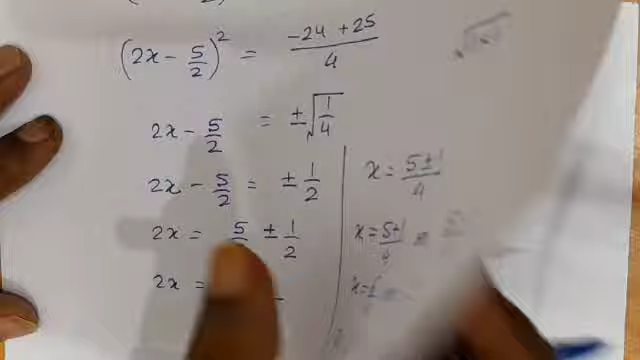 (2x - 5/2)² = (-24 + 25)/4
2x - 5/2 = ±√(1/4)
2x - 5/2 = ± 1/2
2x = 5 ± 1/2
2x =
x = (5±1)/4
x = (5+1)/4 =